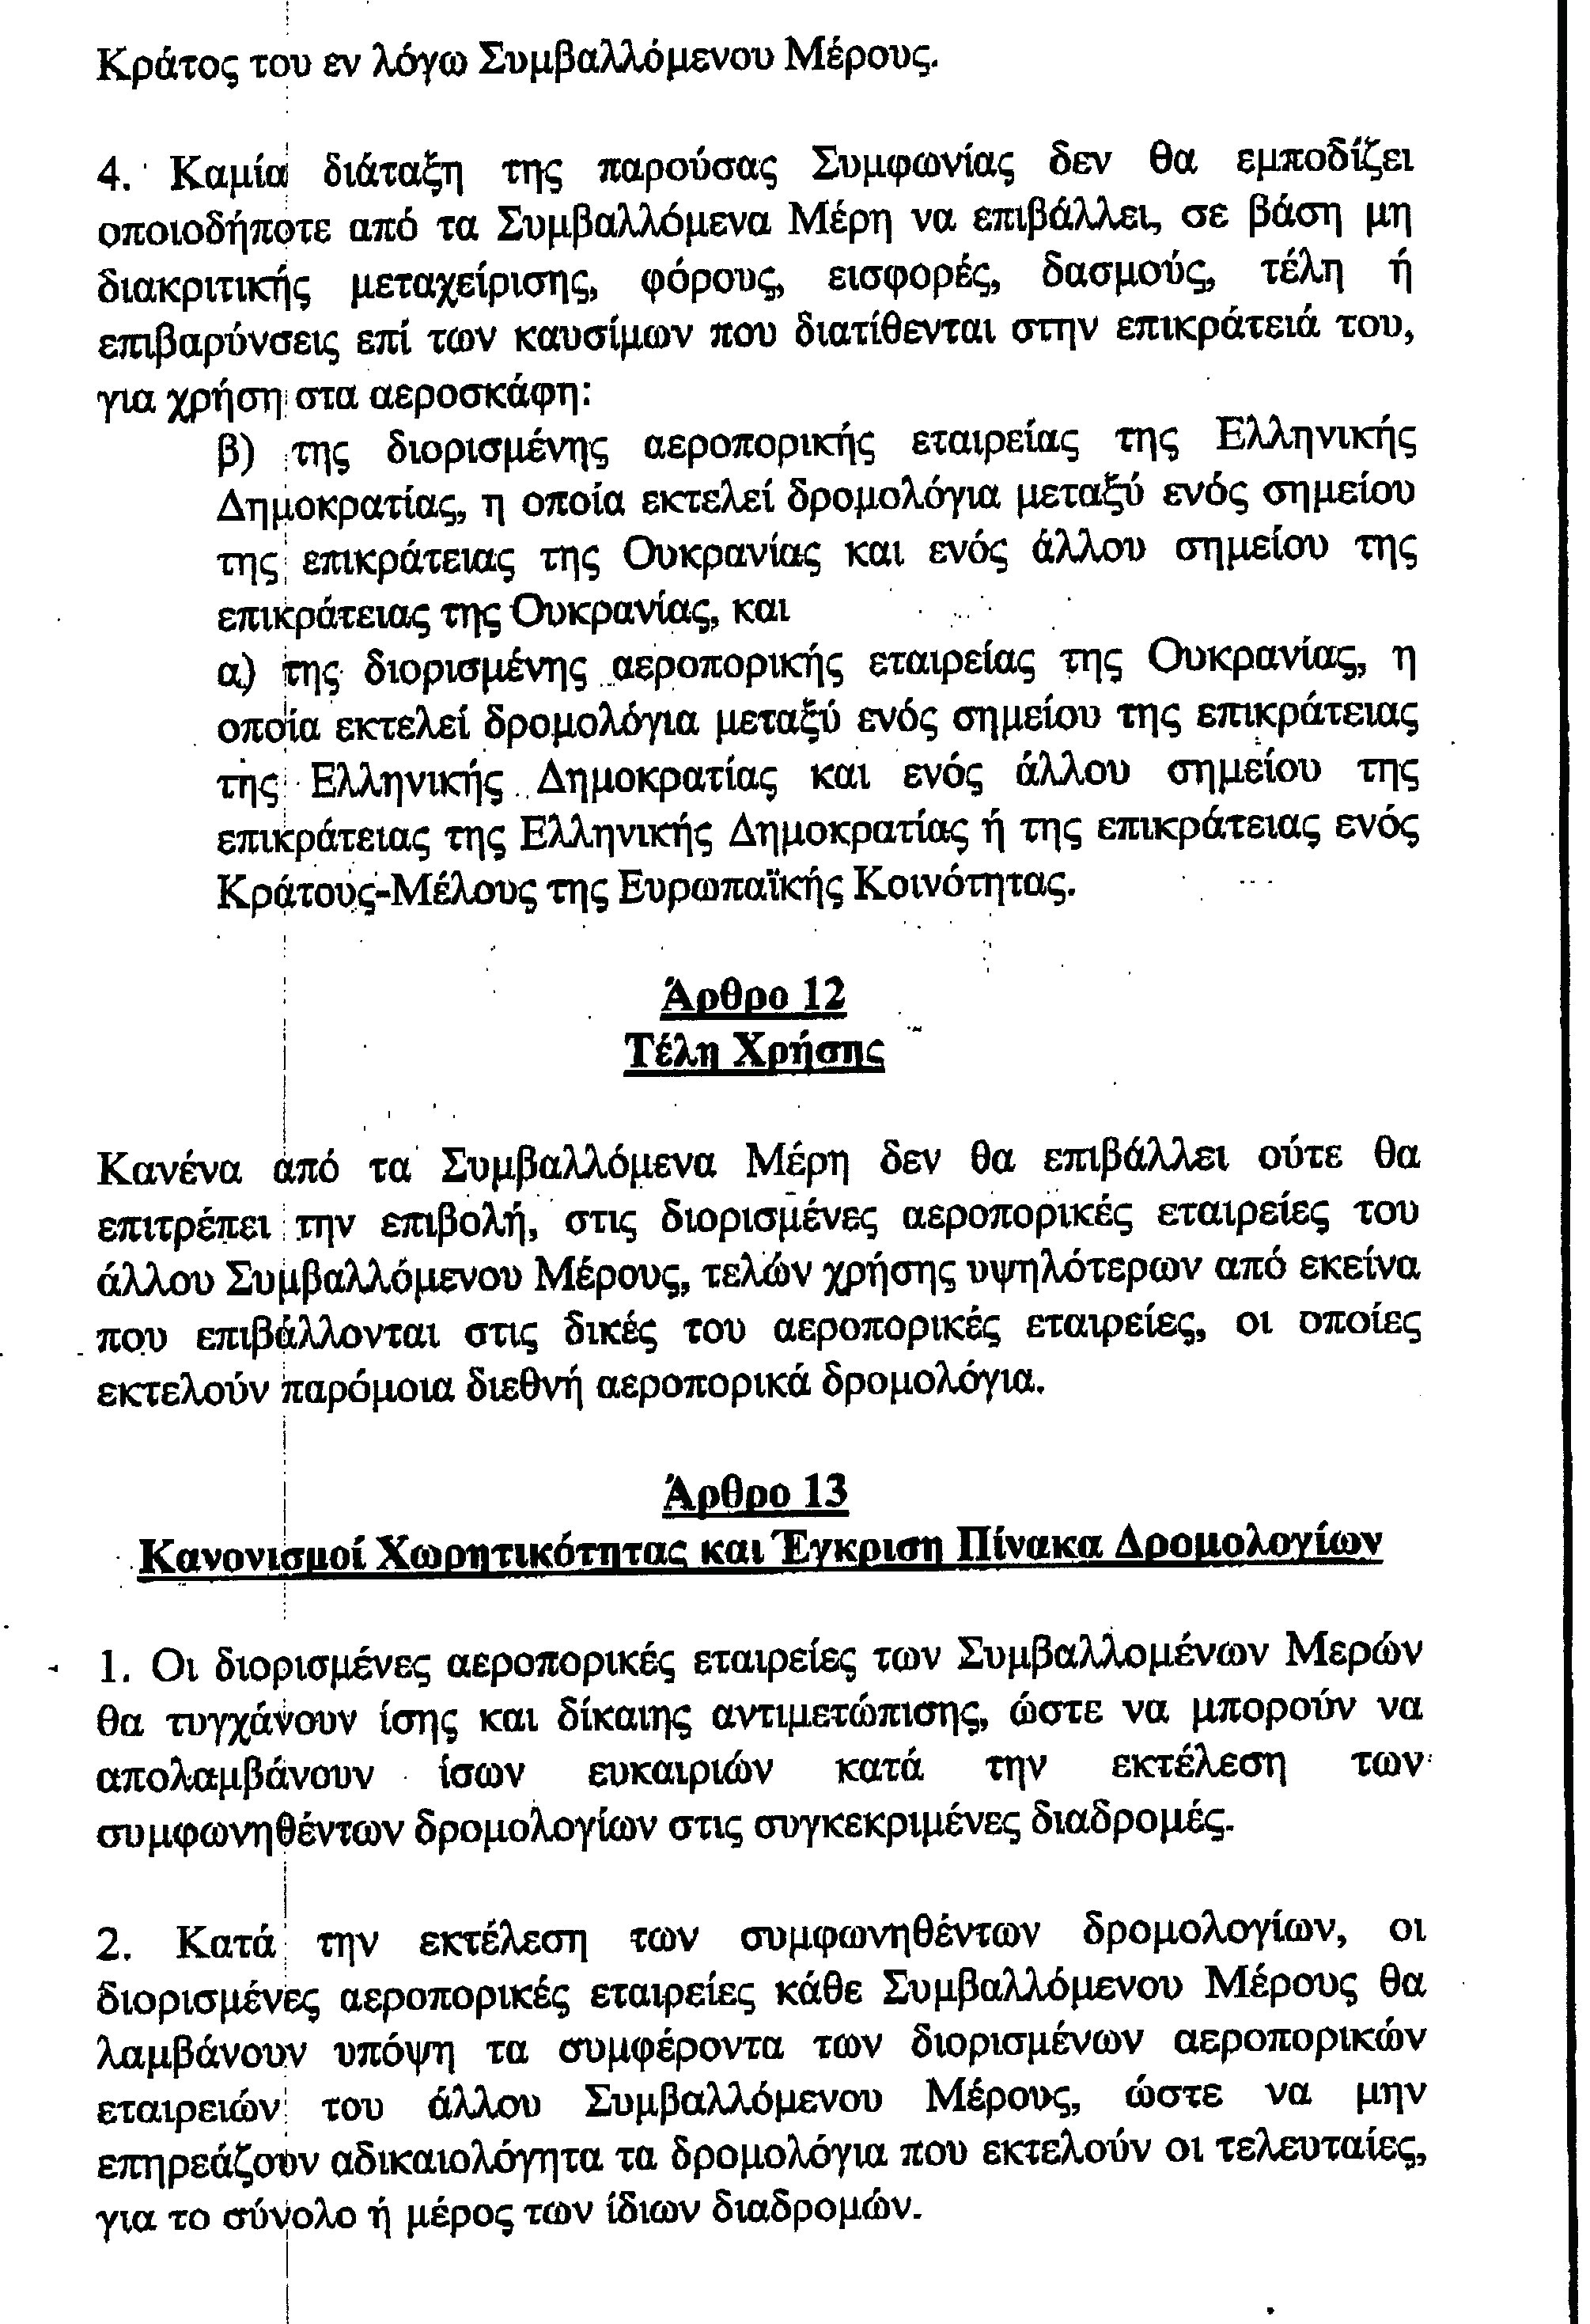 Κράτος του εν λόγω Συμβαλλόμενου Μέρους.
4. Καμία διάταξη της παρούσας Συμφωνίας δεν θα εμποδίζει
οποιοδήποτε από τα Συμβαλλόμενα Μέρη να επιβάλλει, σε βάση μη
διακριτικής μεταχείρισης, φόρους, εισφορές, δασμούς, τέλη ή
επιβαρύνσεις επί των καυσίμων που διατίθενται στην επικράτειά του,
για χρήση στα αεροσκάφη:
β) της διορισμένης αεροπορικής εταιρείας της Ελληνικής
Δημοκρατίας, η οποία εκτελεί δρομολόγια μεταξύ ενός σημείου
της επικράτειας της Ουκρανίας και ενός άλλου σημείου της
επικράτειας της Ουκρανίας, και
α) της διορισμένης αεροπορικής εταιρείας της Ουκρανίας, η
οποία εκτελεί δρομολόγια μεταξύ ενός σημείου της επικράτειας
της Ελληνικής Δημοκρατίας και ενός άλλου σημείου της
επικράτειας της Ελληνικής Δημοκρατίας ή της επικράτειας ενός
Κράτους-Μέλους της Ευρωπαϊκής Κοινότητας.
Άρθρο 12
Τέλη Χρήσης
Κανένα από τα Συμβαλλόμενα Μέρη δεν θα επιβάλλει ούτε θα
επιτρέπει την επιβολή, στις διορισμένες αεροπορικές εταιρείες του
άλλου Συμβαλλόμενου Μέρους, τελών χρήσης υψηλότερων από εκείνα
που επιβάλλονται στις δικές του αεροπορικές εταιρείες, οι οποίες
εκτελούν παρόμοια διεθνή αεροπορικά δρομολόγια.
Άρθρο 13
Κανονισμοί Χωρητικότητας και Έγκριση Πίνακα Δρομολογίων
1. Οι διορισμένες αεροπορικές εταιρείες των Συμβαλλομένων Μερών
θα τυγχάνουν ίσης και δίκαιης αντιμετώπισης, ώστε να μπορούν να
απολαμβάνουν ίσων ευκαιριών κατά την εκτέλεση των
συμφωνηθέντων δρομολογίων στις συγκεκριμένες διαδρομές.
2. Κατά την εκτέλεση των συμφωνηθέντων δρομολογίων, οι
διορισμένες αεροπορικές εταιρείες κάθε Συμβαλλόμενου Μέρους θα
λαμβάνουν υπόψη τα συμφέροντα των διορισμένων αεροπορικών
εταιρειών του άλλου Συμβαλλόμενου Μέρους, ώστε να μην
επηρεάζουν αδικαιολόγητα τα δρομολόγια που εκτελούν οι τελευταίες,
για το σύνολο ή μέρος των ίδιων διαδρομών.